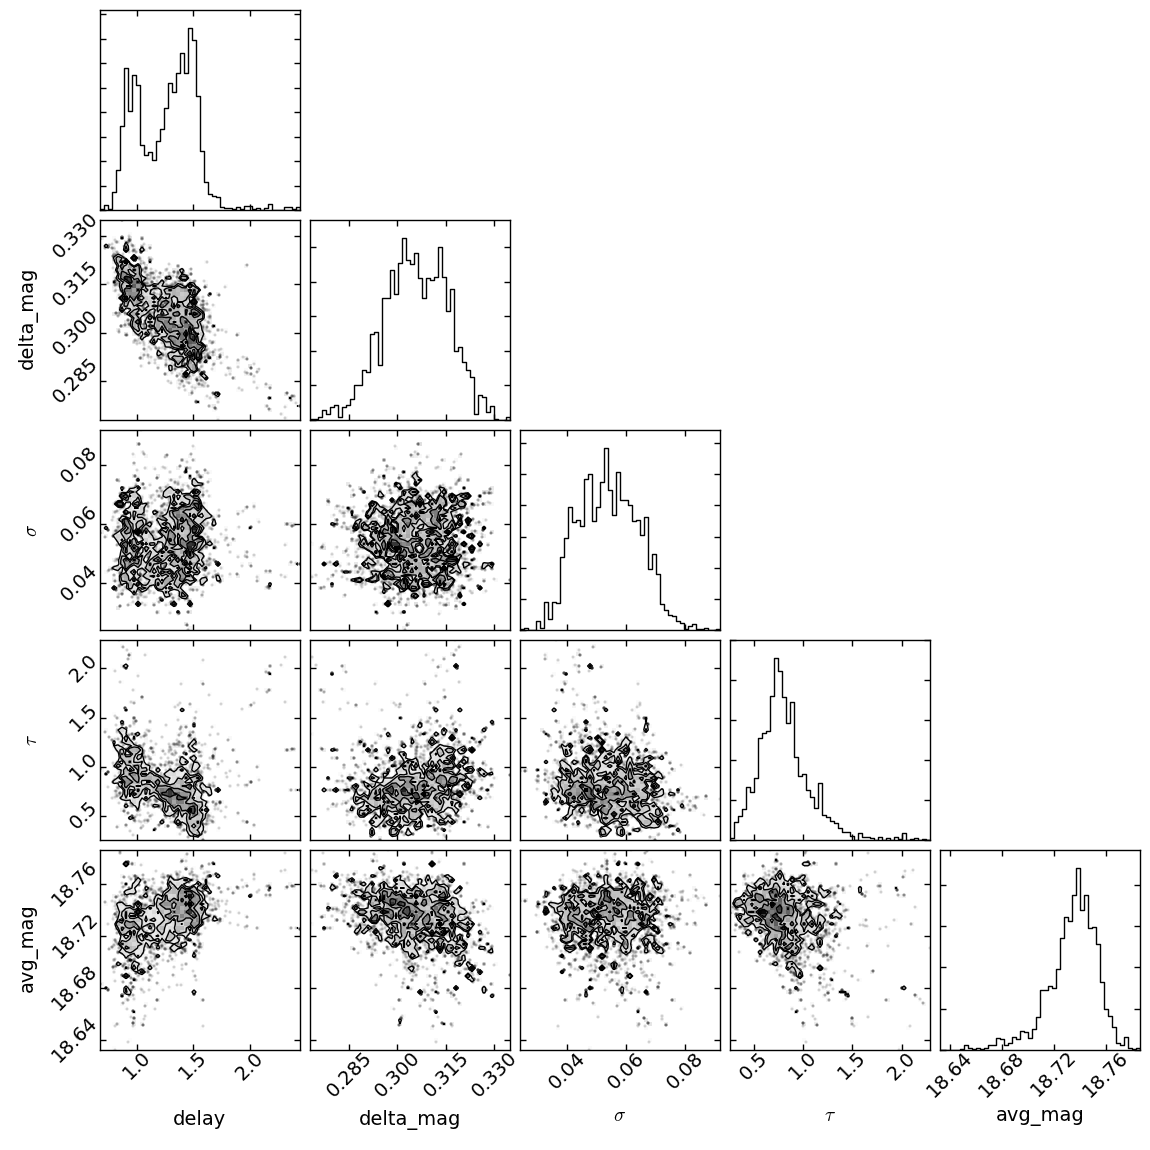 0.330
0.315
0.300
0.285
delta_mag
0.08
0.06
0.04
σ
2.0
1.5
1.0
0.5
τ
18.76
18.72
18.68
18.64
avg_mag
1.0 1.5 2.0
0.285 0.300 0.315 0.330
0.04 0.06 0.08
0.5 1.0 1.5 2.0
18.64 18.68 18.72 18.76
delay delta_mag σ τ avg_mag